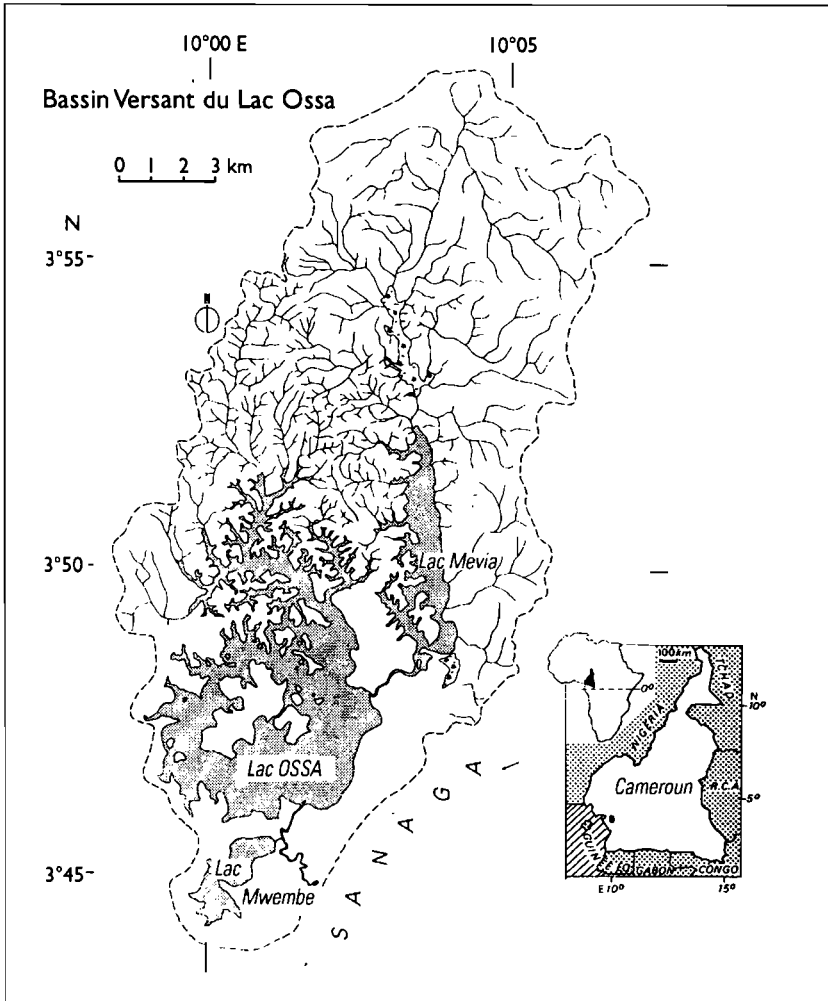 10°00 E
10°05
Bassin Versant du Lac Ossa
0 1 2 3 km
N
3°55
N
3°50
Lac Mevia
100km
0°
TCHAD
N
10°
NIGERIA
Cameroun
R.C.A
5°
Lac OSSA
GABON
CONGO
E 10°
15°
3°45
Lac
Mwembe
SANAGA